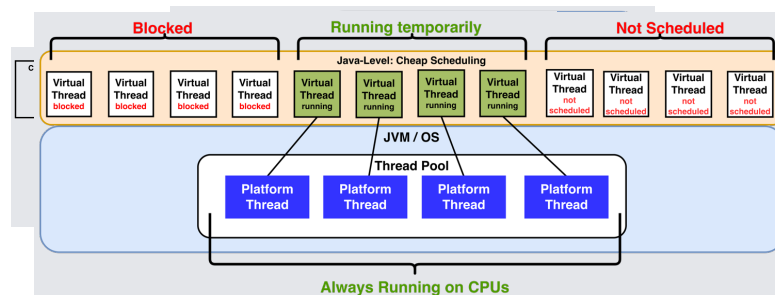 Blocked
Running temporarily
Not Scheduled
Java-Level: Cheap Scheduling
C
Virtual
Thread
blocked
Virtual
Thread
blocked
Virtual
Thread
blocked
Virtual
Thread
blocked
Virtual
Thread
running
Virtual
Thread
running
Virtual
Thread
running
Virtual
Thread
running
Virtual
Thread
not
scheduled
Virtual
Thread
not
scheduled
Virtual
Thread
not
scheduled
Virtual
Thread
not
scheduled
JVM / OS
Thread Pool
Platform
Thread
Platform
Thread
Platform
Thread
Platform
Thread
Always Running on CPUs